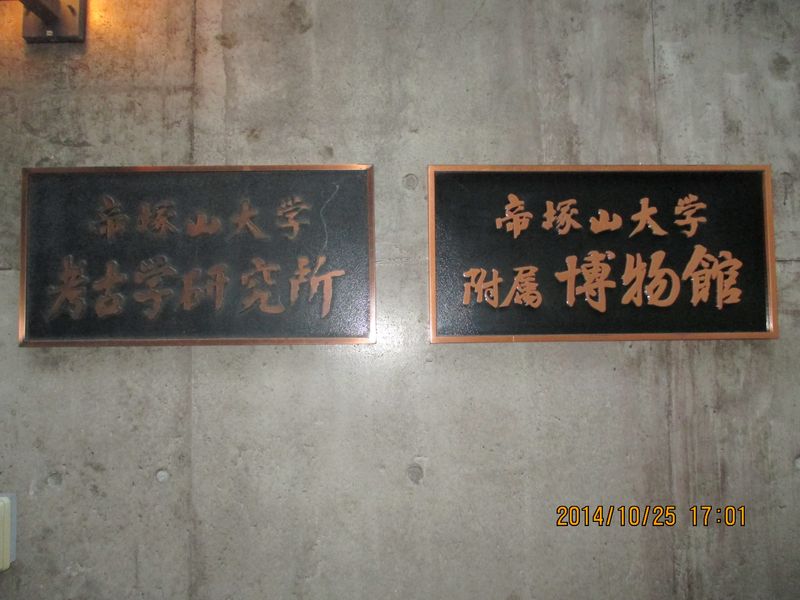 帝塚山大学
考古学研究所
帝塚山大学
附属博物館
2014/10/25 17:01